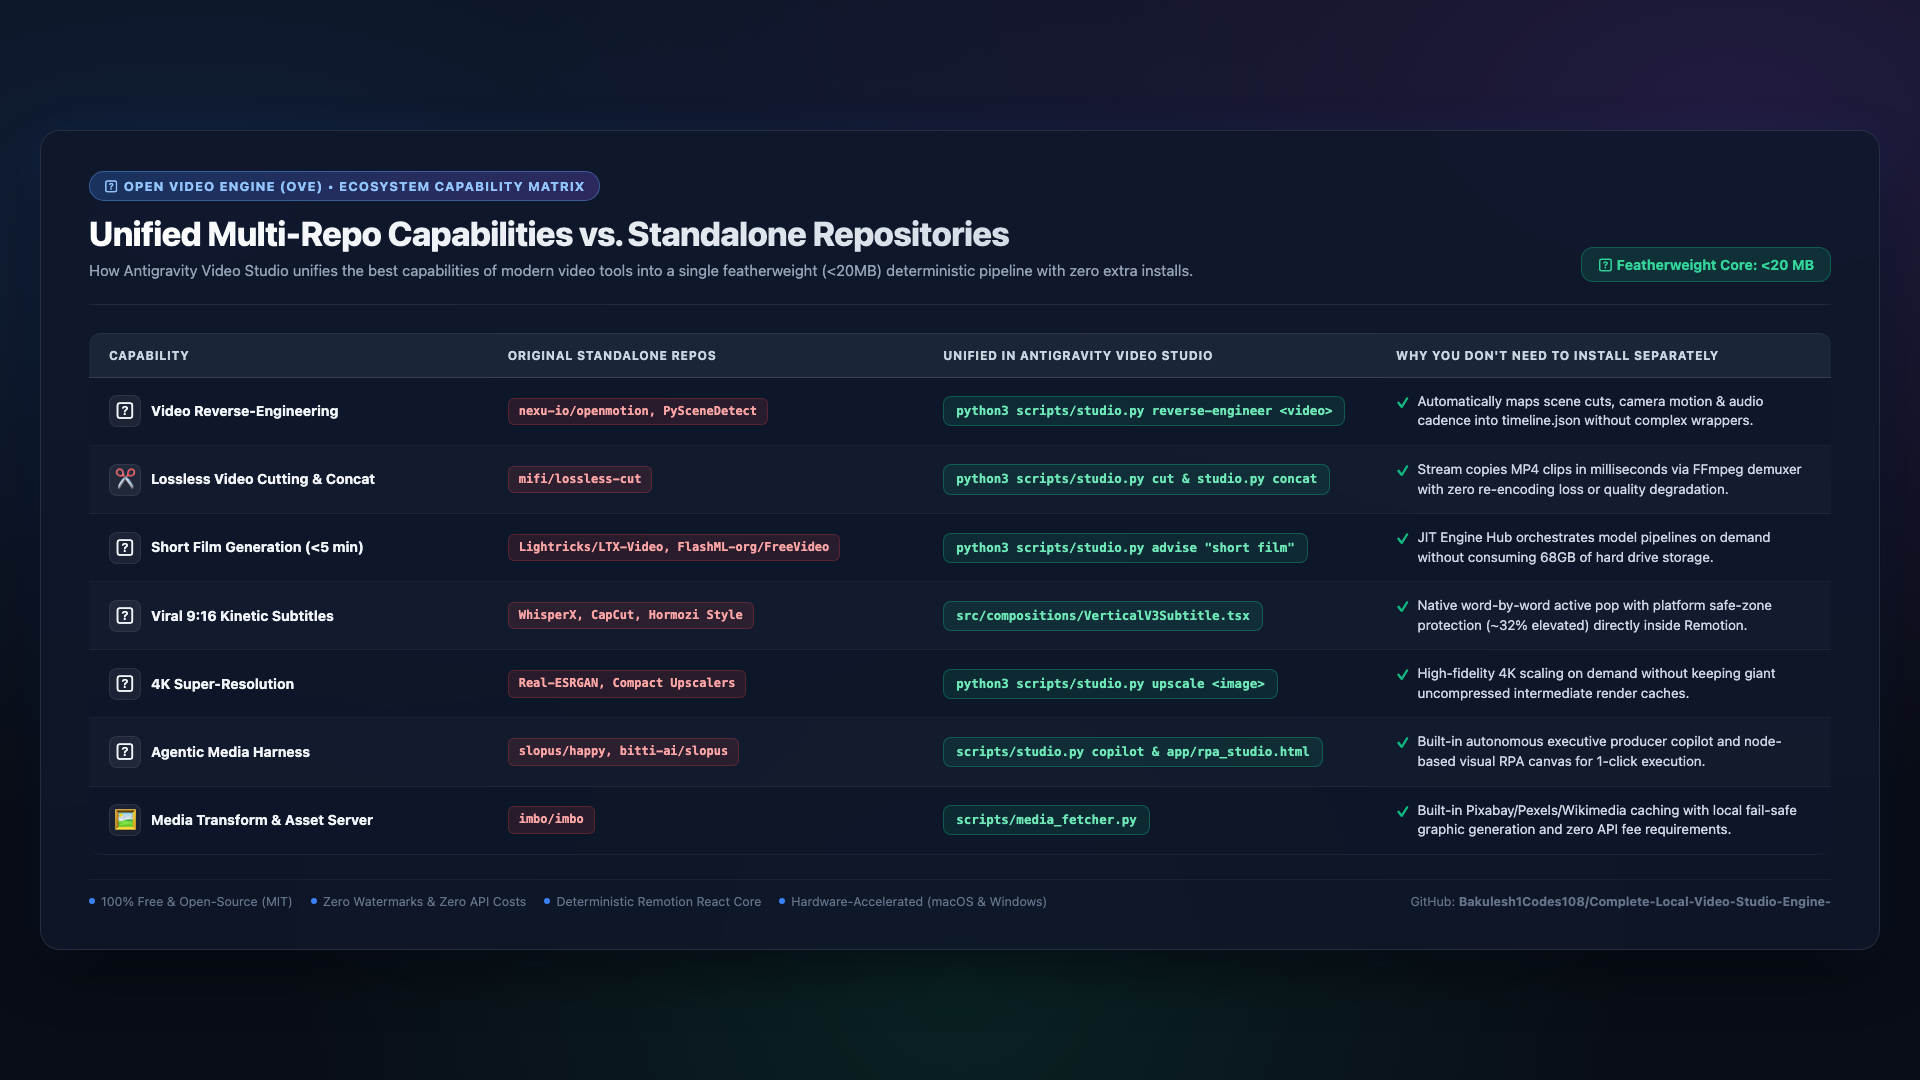 OPEN VIDEO ENGINE (OVE) • ECOSYSTEM CAPABILITY MATRIX
Unified Multi-Repo Capabilities vs. Standalone Repositories
How Antigravity Video Studio unifies the best capabilities of modern video tools into a single featherweight (<20MB) deterministic pipeline with zero extra installs.
Featherweight Core: <20 MB
CAPABILITY
ORIGINAL STANDALONE REPOS
UNIFIED IN ANTIGRAVITY VIDEO STUDIO
WHY YOU DON'T NEED TO INSTALL SEPARATELY
Video Reverse-Engineering
nexu-io/openmotion, PySceneDetect
python3 scripts/studio.py reverse-engineer <video>
Automatically maps scene cuts, camera motion & audio
cadence into timeline.json without complex wrappers.
Lossless Video Cutting & Concat
mifi/lossless-cut
python3 scripts/studio.py cut & studio.py concat
Stream copies MP4 clips in milliseconds via FFmpeg demuxer
with zero re-encoding loss or quality degradation.
Short Film Generation (<5 min)
Lightricks/LTX-Video, FlashML-org/FreeVideo
python3 scripts/studio.py advise "short film"
JIT Engine Hub orchestrates model pipelines on demand
without consuming 68GB of hard drive storage.
Viral 9:16 Kinetic Subtitles
WhisperX, CapCut, Hormozi Style
src/compositions/VerticalV3Subtitle.tsx
Native word-by-word active pop with platform safe-zone
protection (~32% elevated) directly inside Remotion.
4K Super-Resolution
Real-ESRGAN, Compact Upscalers
python3 scripts/studio.py upscale <image>
High-fidelity 4K scaling on demand without keeping giant
uncompressed intermediate render caches.
Agentic Media Harness
slopus/happy, bitti-ai/slopus
scripts/studio.py copilot & app/rpa_studio.html
Built-in autonomous executive producer copilot and node-
based visual RPA canvas for 1-click execution.
Media Transform & Asset Server
imbo/imbo
scripts/media_fetcher.py
Built-in Pixabay/Pexels/Wikimedia caching with local fail-safe
graphic generation and zero API fee requirements.
100% Free & Open-Source (MIT)
Zero Watermarks & Zero API Costs
Deterministic Remotion React Core
Hardware-Accelerated (macOS & Windows)
GitHub: Bakulesh1Codes108/Complete-Local-Video-Studio-Engine-